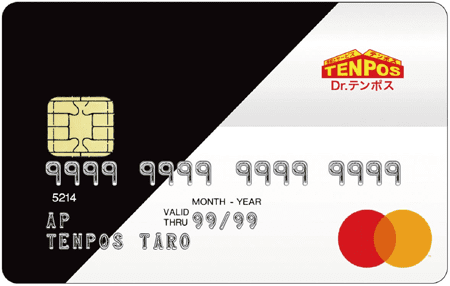 TENPOS
Dr.テンポス
9999 9999 9999 9999
5214
MONTH - YEAR
VALID THRU 99/99
AP
TENPOS TARO